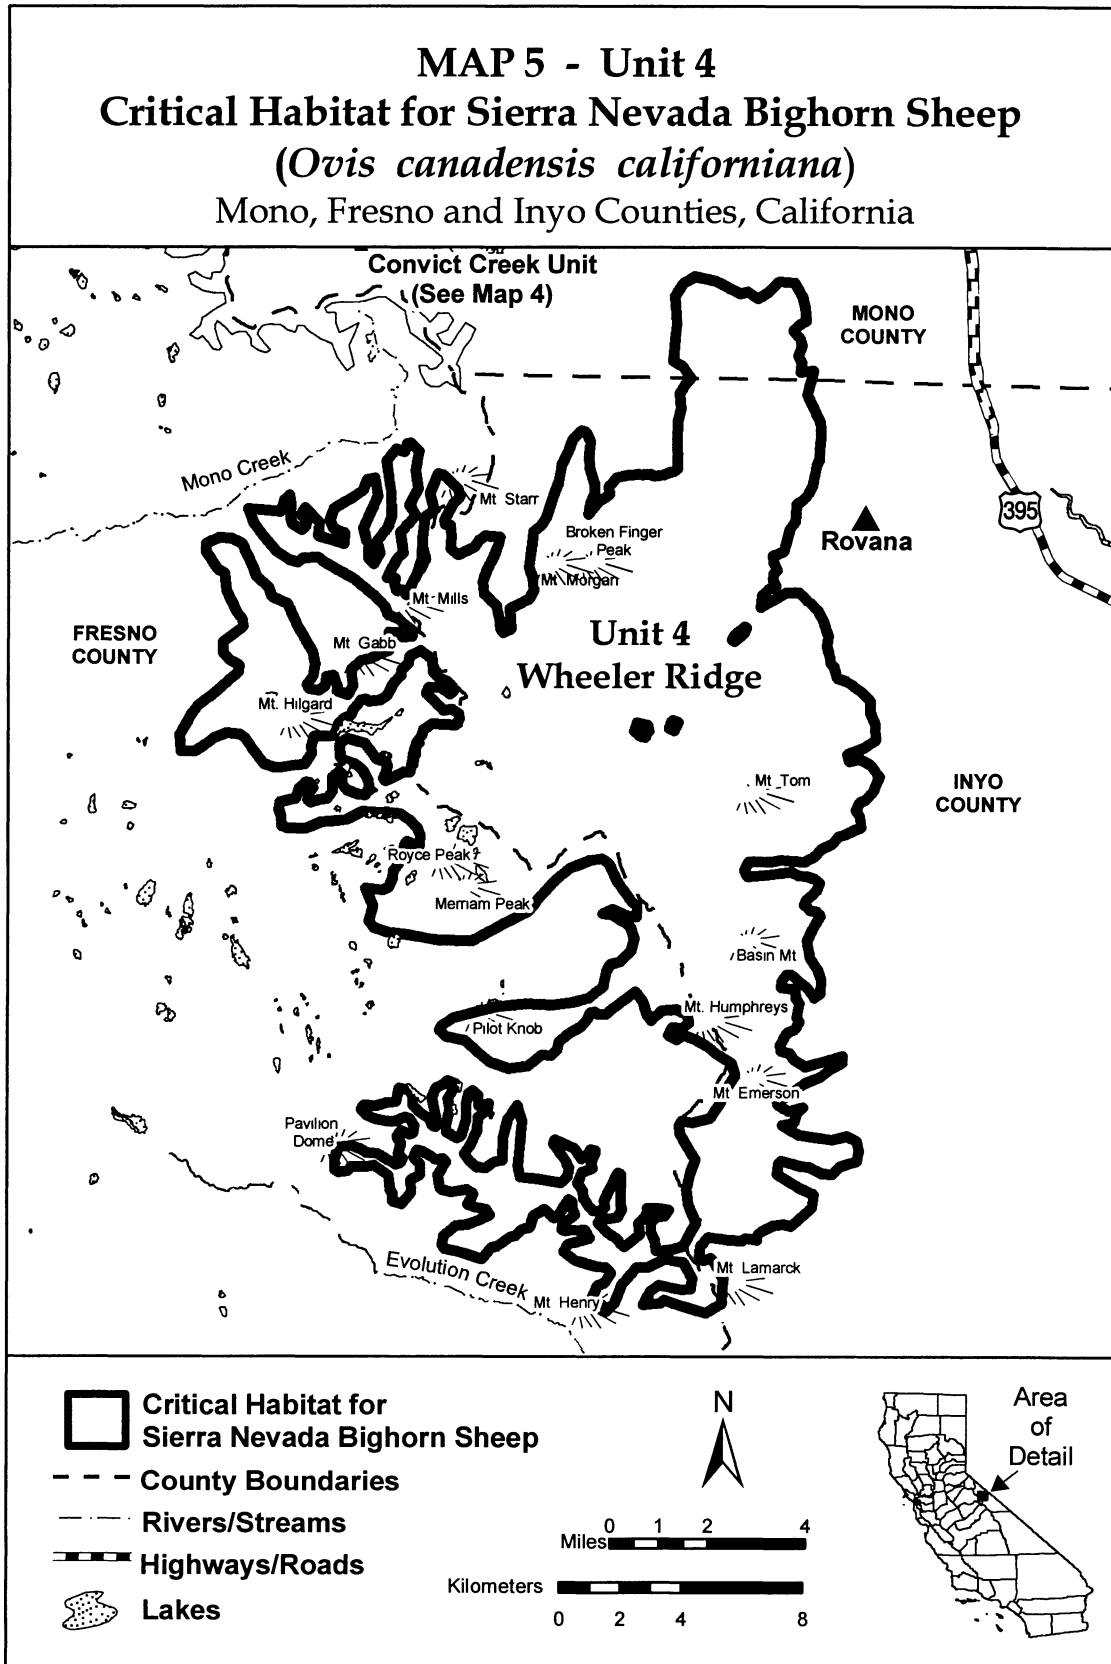 MAP 5 - Unit 4
Critical Habitat for Sierra Nevada Bighorn Sheep
(Ovis canadensis californiana)
Mono, Fresno and Inyo Counties, California
Convict Creek Unit
(See Map 4)
MONO
COUNTY
Mono Creek
Mt Starr
395
Broken Finger
Peak
Rovana
Mt Morgan
Mt Mills
FRESNO
COUNTY
Mt Gabb
Unit 4
Wheeler Ridge
Mt. Hilgard
Mt Tom
INYO
COUNTY
Royce Peak
Merriam Peak
Basin Mt
Mt. Humphreys
Pilot Knob
Mt Emerson
Pavilion
Dome
Evolution Creek
Mt Lamarck
Mt Henry
Critical Habitat for
Sierra Nevada Bighorn Sheep
County Boundaries
Rivers/Streams
Highways/Roads
Lakes
N
0 1 2 4
Miles
Kilometers
0 2 4 8
Area
of
Detail